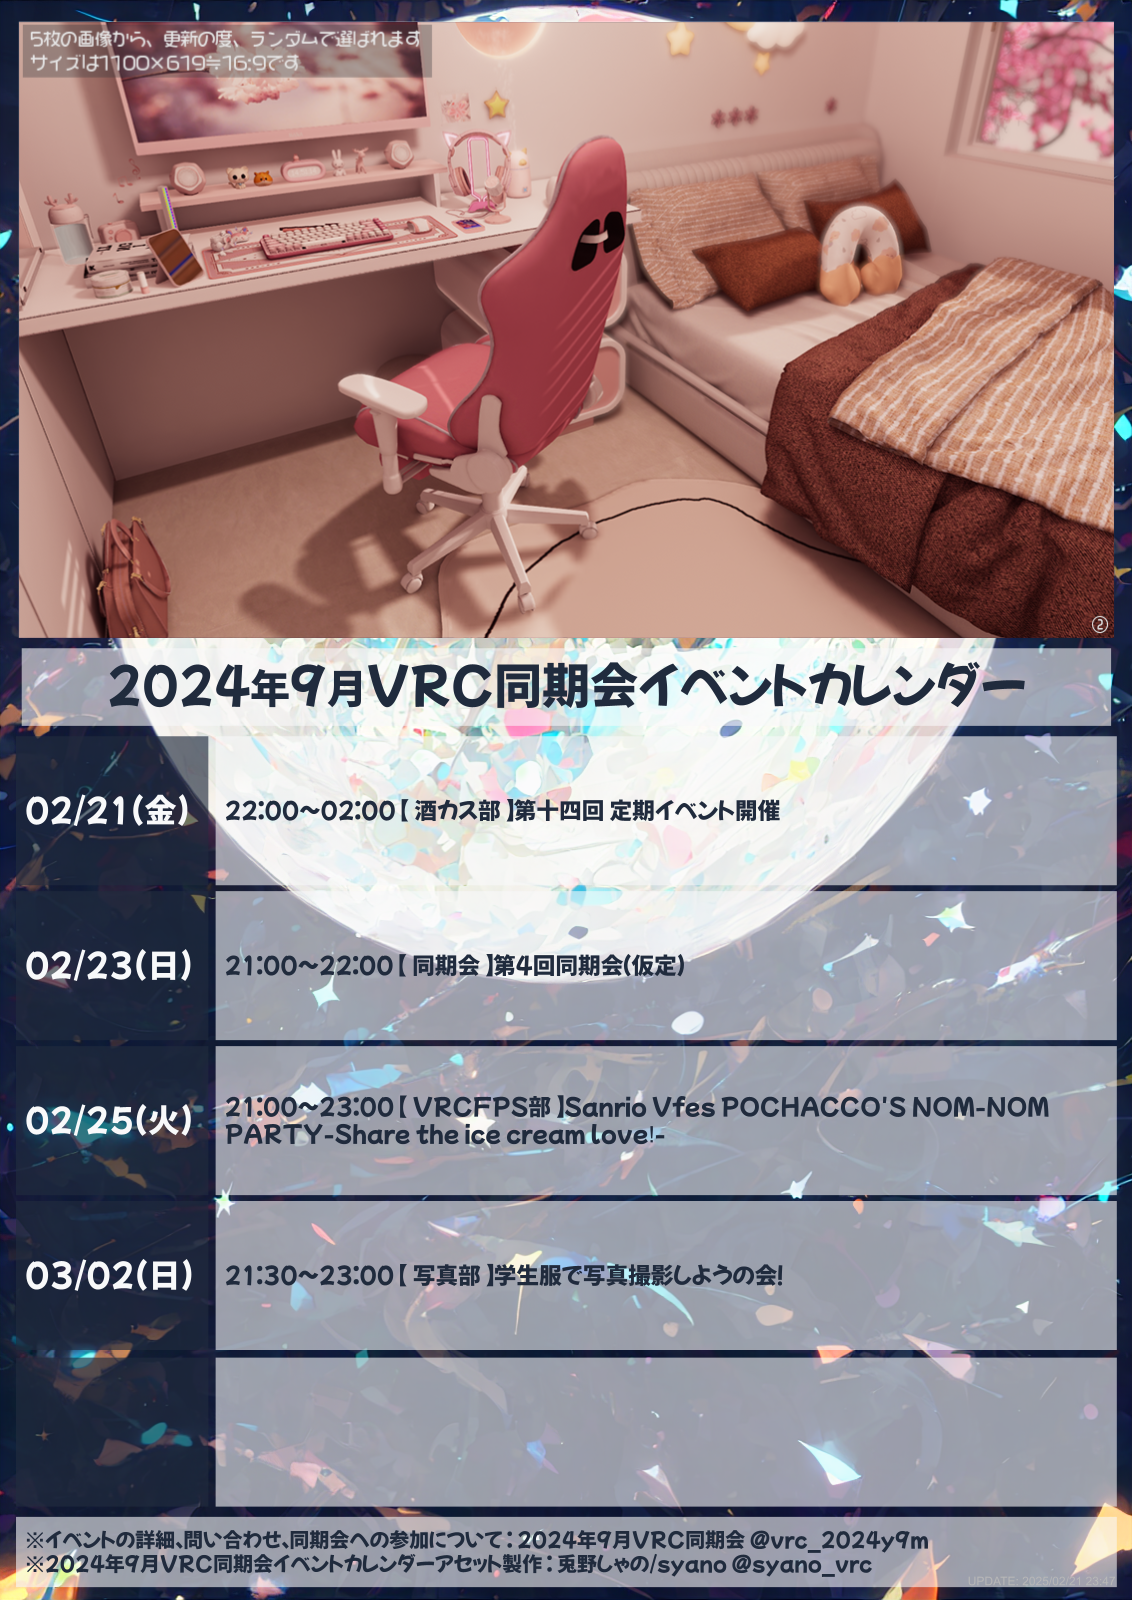 5枚の画像から、更新の度、ランダムで選ばれます
サイズは1100×619≒16:9です
②
2024年9月VRC同期会イベントカレンダー
02/21(金)
22:00～02:00【 酒カス部 】第十四回 定期イベント開催
02/23(日)
21:00～22:00【 同期会 】第4回同期会(仮定)
02/25(火)
21:00～23:00【 VRCFPS部 】Sanrio Vfes POCHACCO'S NOM-NOM
PARTY-Share the ice cream love!-
03/02(日)
21:30～23:00【 写真部 】学生服で写真撮影しようの会!
※イベントの詳細、問い合わせ、同期会への参加について：2024年9月VRC同期会 @vrc_2024y9m
※2024年9月VRC同期会イベントカレンダーアセット製作：兎野しゃの/syano @syano_vrc
UPDATE: 2025/02/21 23:47